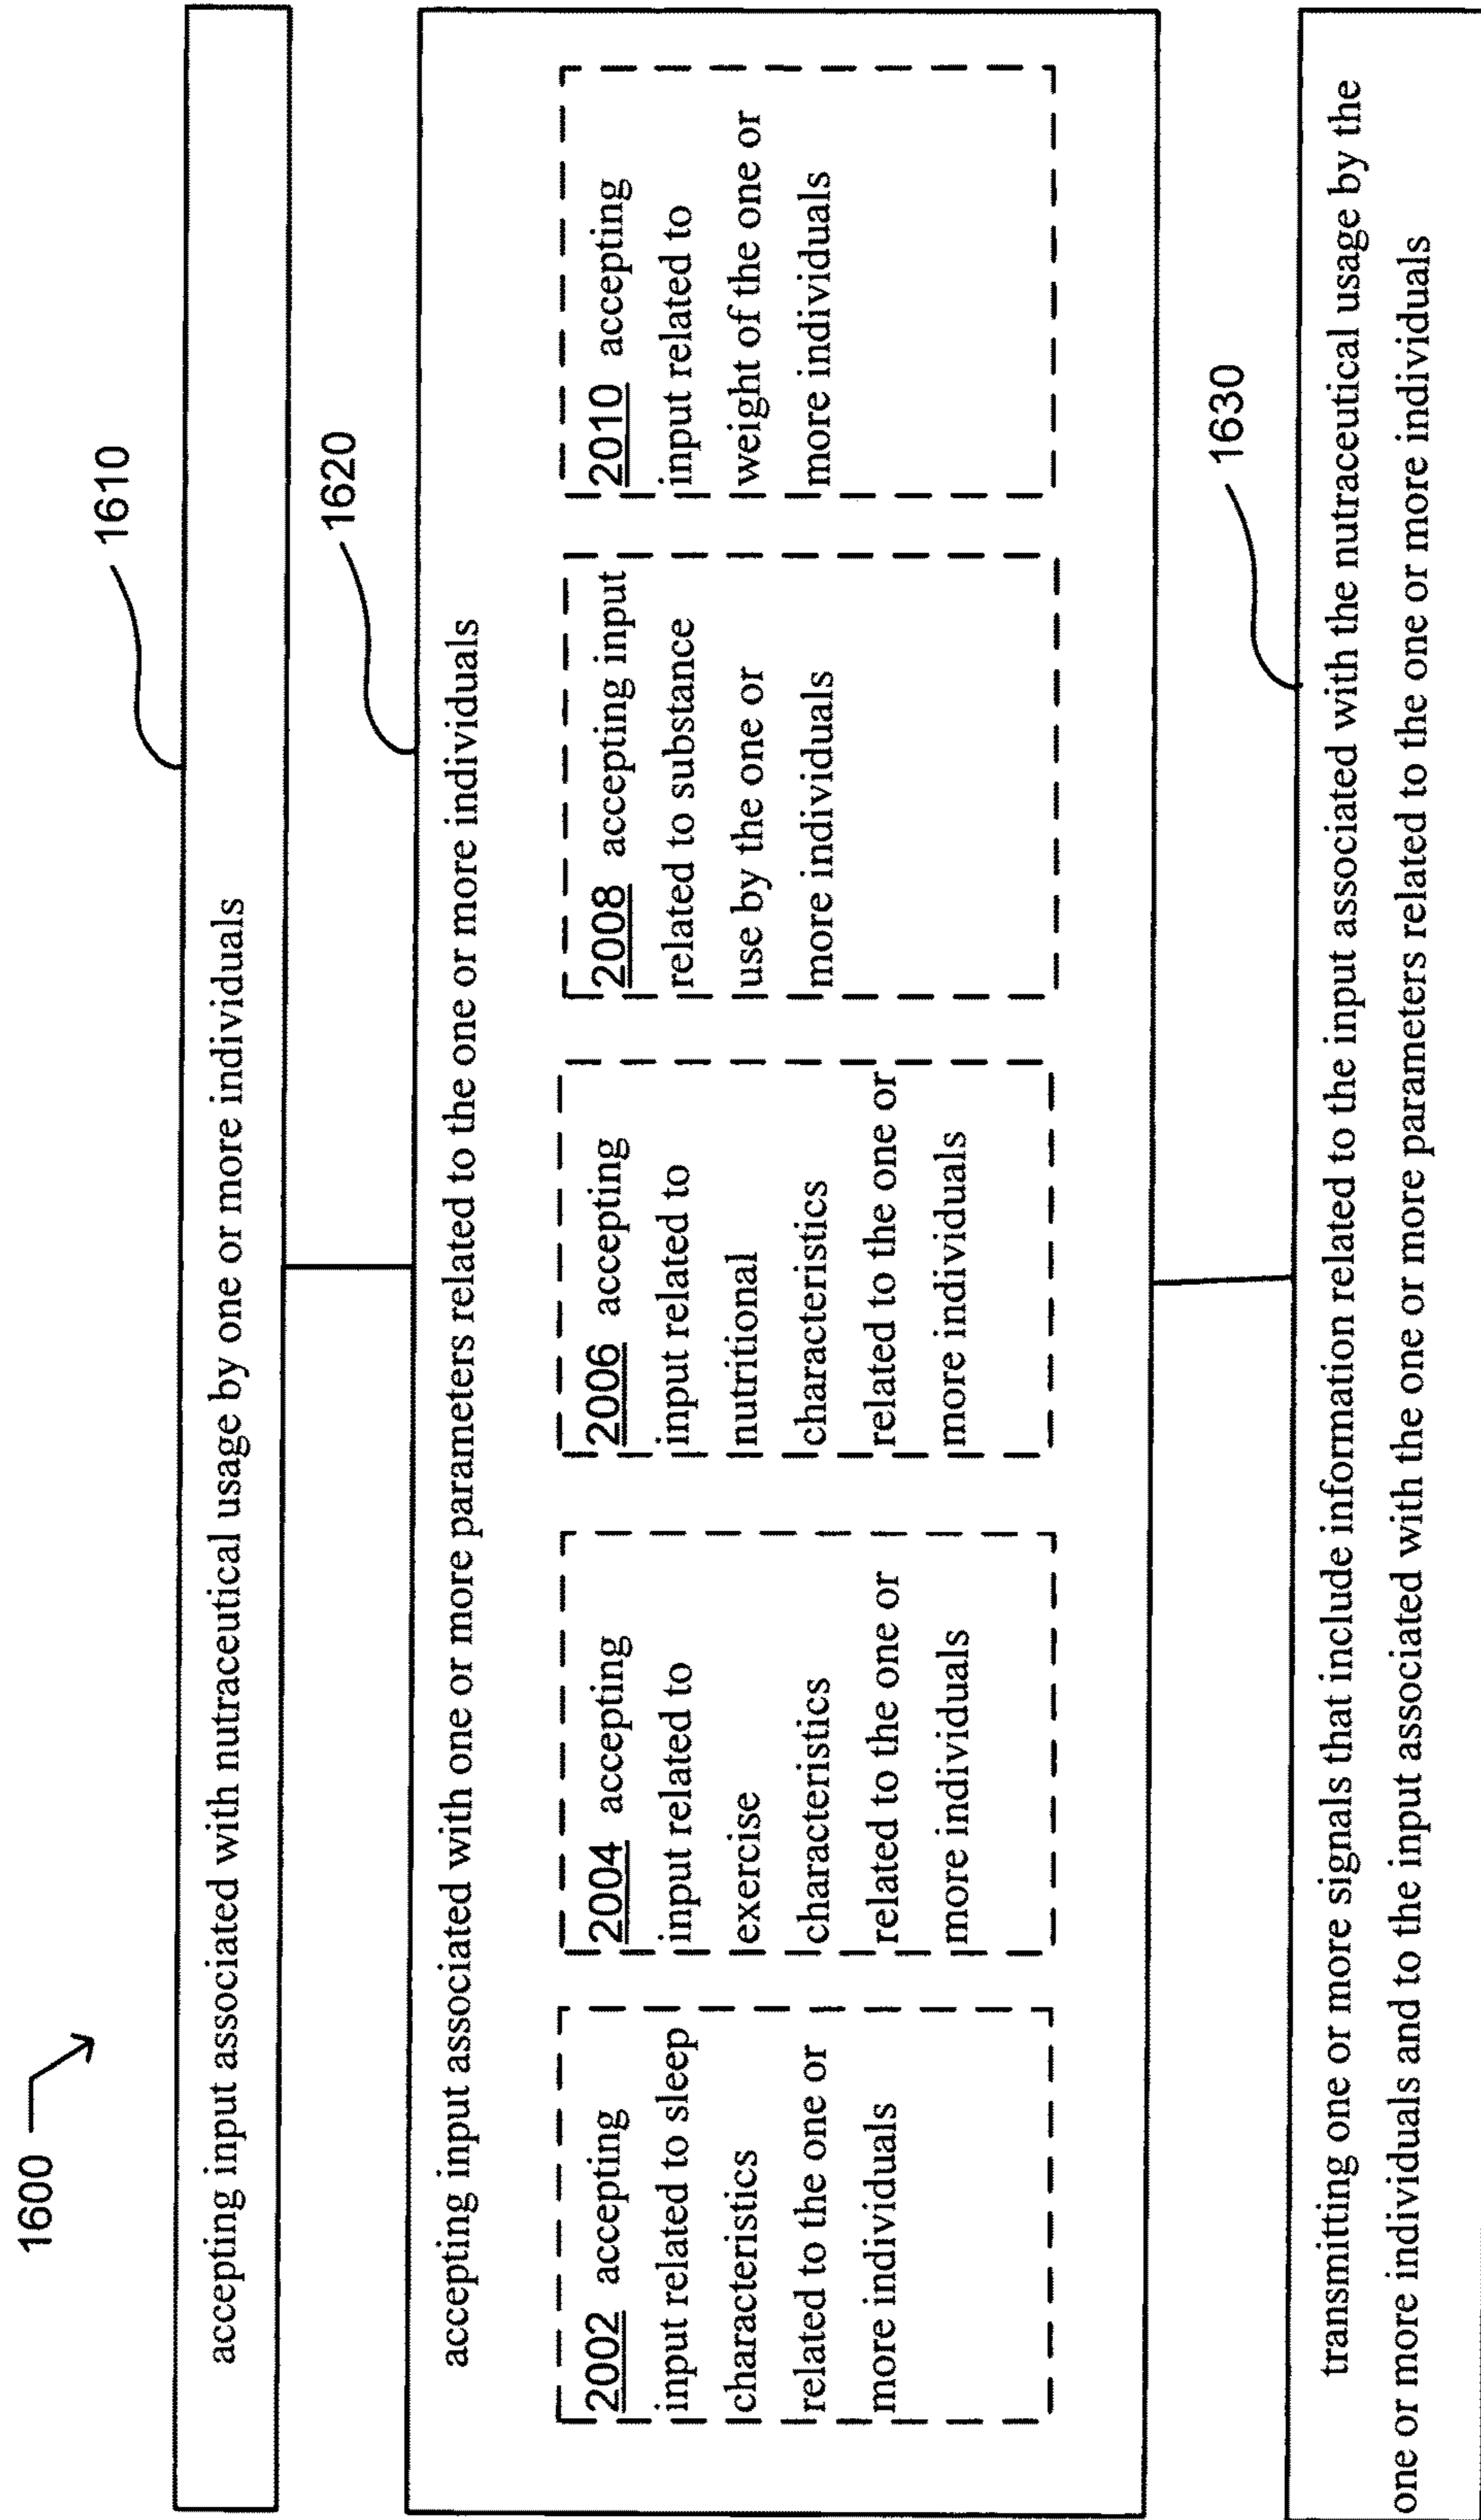 1600
1610
accepting input associated with nutraceutical usage by one or more individuals
1620
accepting input associated with one or more parameters related to the one or more individuals
2002 accepting
input related to sleep
characteristics
related to the one or
more individuals
2004 accepting
input related to
exercise
characteristics
related to the one or
more individuals
2006 accepting
input related to
nutritional
characteristics
related to the one or
more individuals
2008 accepting input
related to substance
use by the one or
more individuals
2010 accepting
input related to
weight of the one or
more individuals
1630
transmitting one or more signals that include information related to the input associated with the nutraceutical usage by the
one or more individuals and to the input associated with the one or more parameters related to the one or more individuals